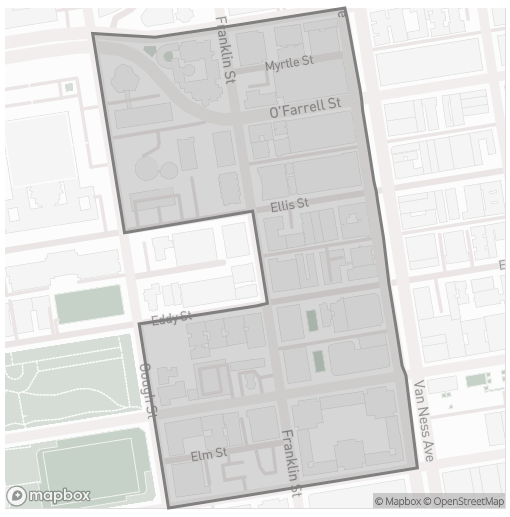 Franklin St
Myrtle St
O'Farrell St
Ellis St
Eddy St
Gough St
Van Ness Ave
Elm St
Franklin St
mapbox
© Mapbox © OpenStreetMap